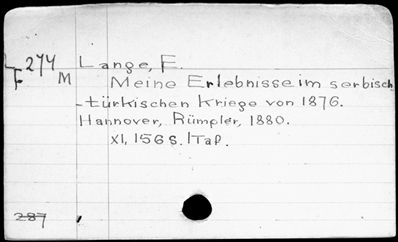 L 274 Lange, E.
F M Meine Erlebnisse im serbisch
-türkischen Kriege von 1876.
Hannover, Rümpler, 1880.
XI, 156 S. 1 Taf.
287